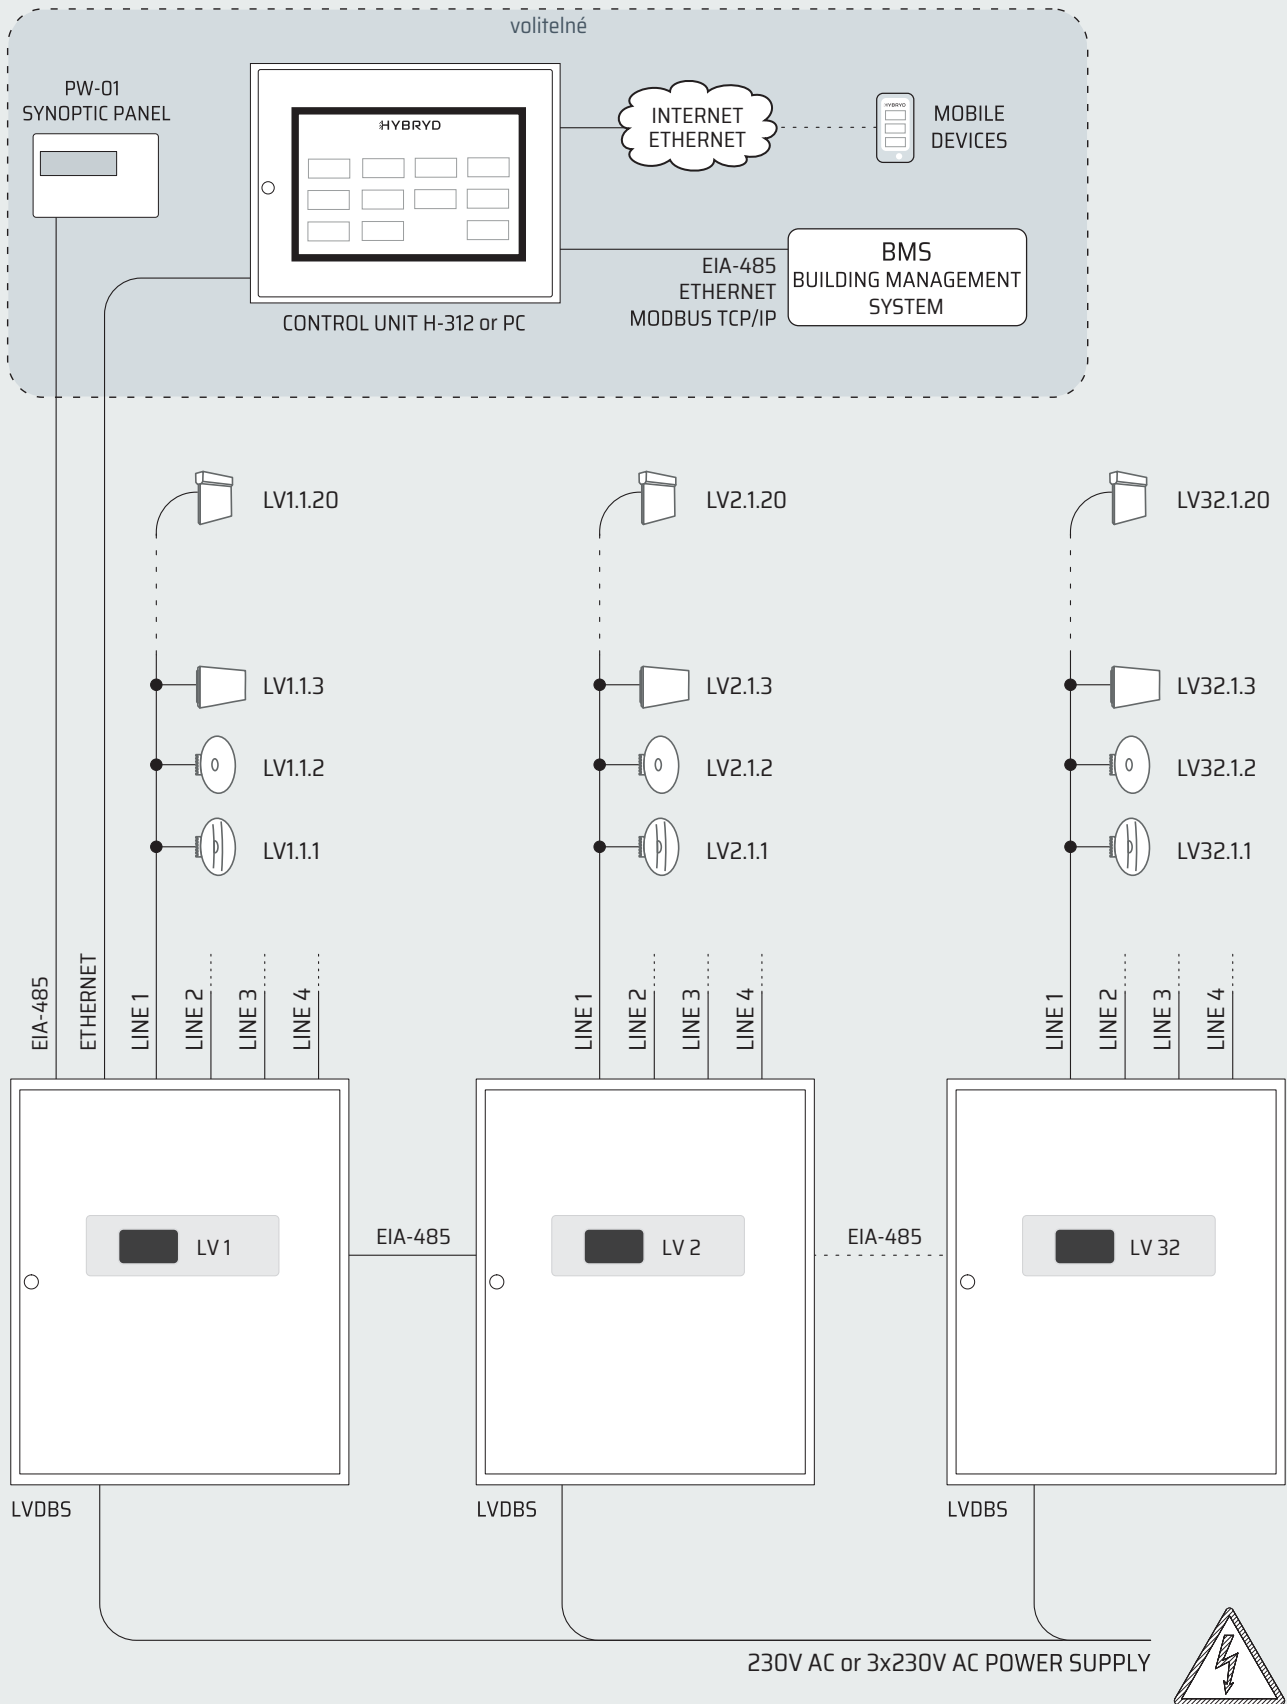 volitelné
PW-01
SYNOPTIC PANEL
HYBRYD
CONTROL UNIT H-312 or PC
INTERNET
ETHERNET
HYBRYD
MOBILE
DEVICES
EIA-485
ETHERNET
MODBUS TCP/IP
BMS
BUILDING MANAGEMENT
SYSTEM
LV1.1.20
LV2.1.20
LV32.1.20
LV1.1.3
LV2.1.3
LV32.1.3
LV1.1.2
LV2.1.2
LV32.1.2
LV1.1.1
LV2.1.1
LV32.1.1
EIA-485
ETHERNET
LINE 1
LINE 2
LINE 3
LINE 4
LINE 1
LINE 2
LINE 3
LINE 4
LINE 1
LINE 2
LINE 3
LINE 4
LV 1
EIA-485
LV 2
EIA-485
LV 32
LVDBS
LVDBS
LVDBS
230V AC or 3x230V AC POWER SUPPLY